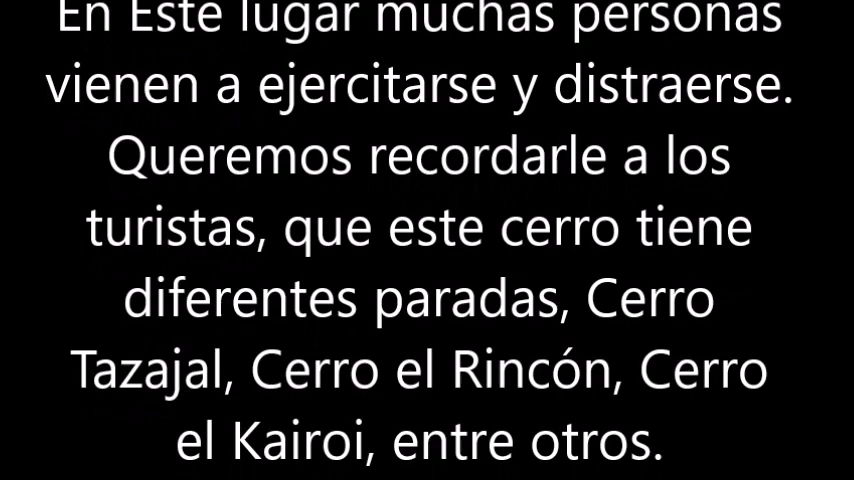 En Este lugar muchas personas
vienen a ejercitarse y distraerse.
Queremos recordarle a los
turistas, que este cerro tiene
diferentes paradas, Cerro
Tazajal, Cerro el Rincón, Cerro
el Kairoi, entre otros.